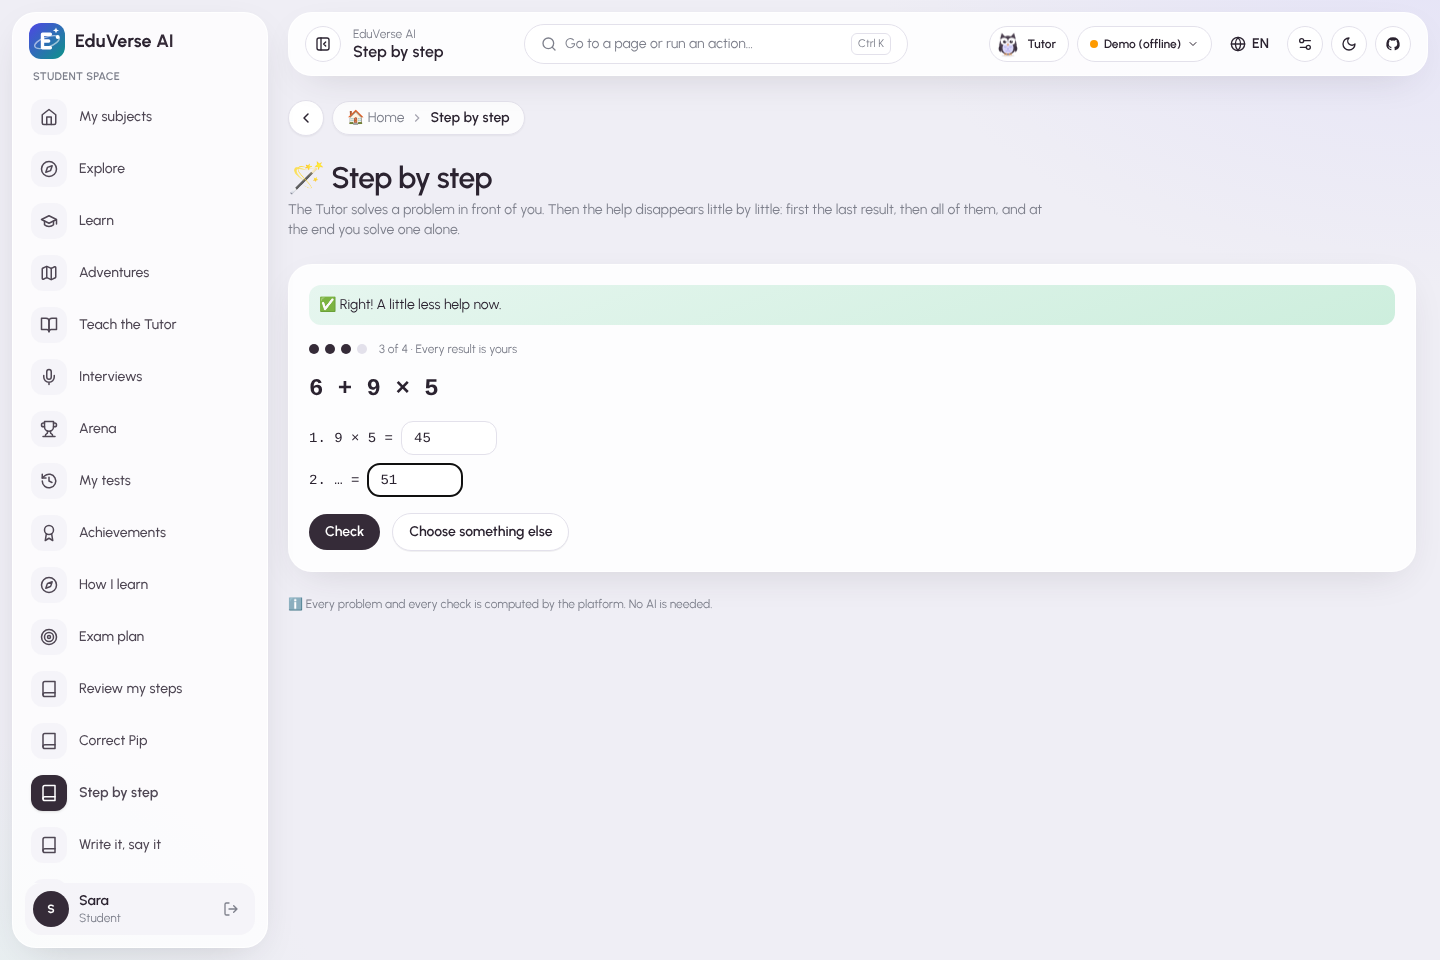 EduVerse AI
STUDENT SPACE
My subjects
Explore
Learn
Adventures
Teach the Tutor
Interviews
Arena
My tests
Achievements
How I learn
Exam plan
Review my steps
Correct Pip
Step by step
Write it, say it
S
Sara
Student
EduVerse AI
Step by step
Go to a page or run an action...
Ctrl K
Tutor
Demo (offline)
EN
Home
Step by step
Step by step
The Tutor solves a problem in front of you. Then the help disappears little by little: first the last result, then all of them, and at
the end you solve one alone.
✅ Right! A little less help now.
3 of 4 · Every result is yours
6 + 9 × 5
1. 9 × 5 = 45
2. … = 51
Check
Choose something else
ℹ️ Every problem and every check is computed by the platform. No AI is needed.